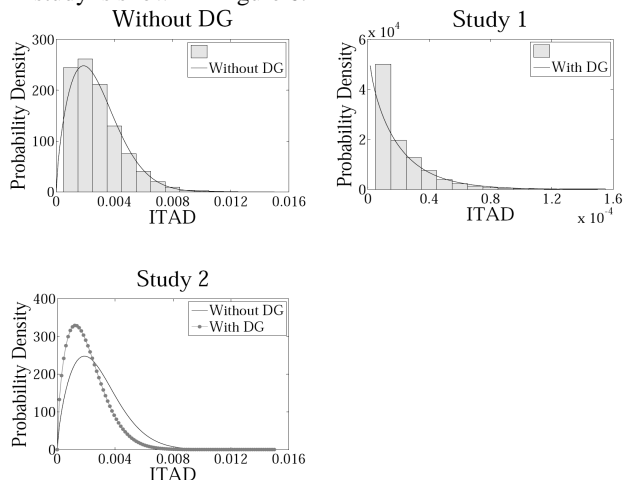 Without DG
300
200
100
0
Probability Density
Without DG
0 0.004 0.008 0.012 0.016
ITAD
Study 1
x 10^4
6
4
2
0
Probability Density
With DG
0 0.4 0.8 1.2 1.6
x 10^-4
ITAD
Study 2
400
300
200
100
0
Probability Density
Without DG
With DG
0 0.004 0.008 0.012 0.016
ITAD